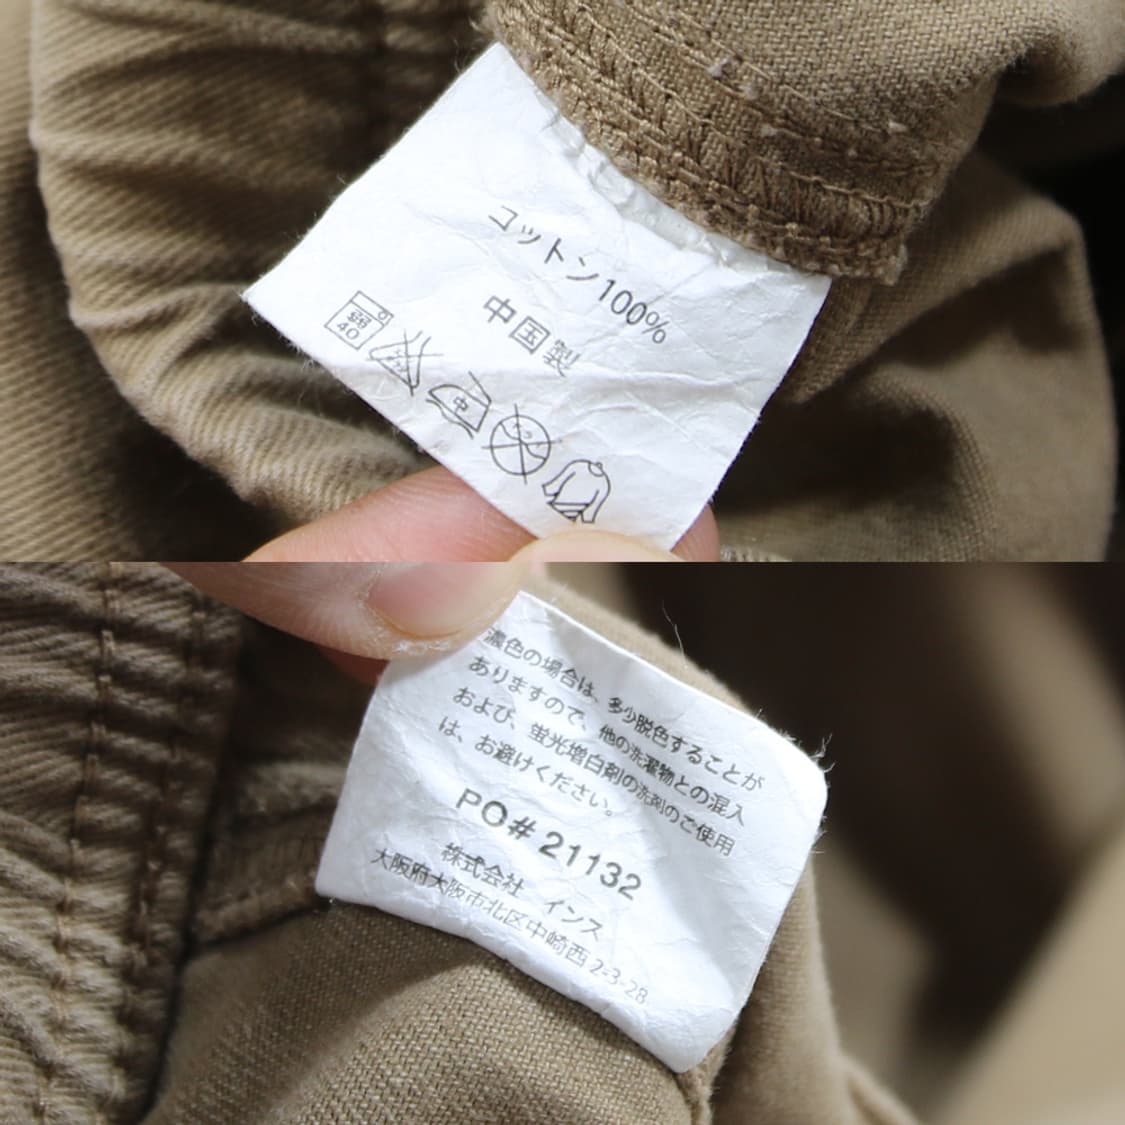 コットン100%
中国製
弱 40
中
濃色の場合は、多少脱色することが
ありますので、他の洗濯物との混入
および、蛍光増白剤の洗剤のご使用
は、お避けください。
PO# 21132
株式会社 インス
大阪府大阪市北区中崎西 2-3-28